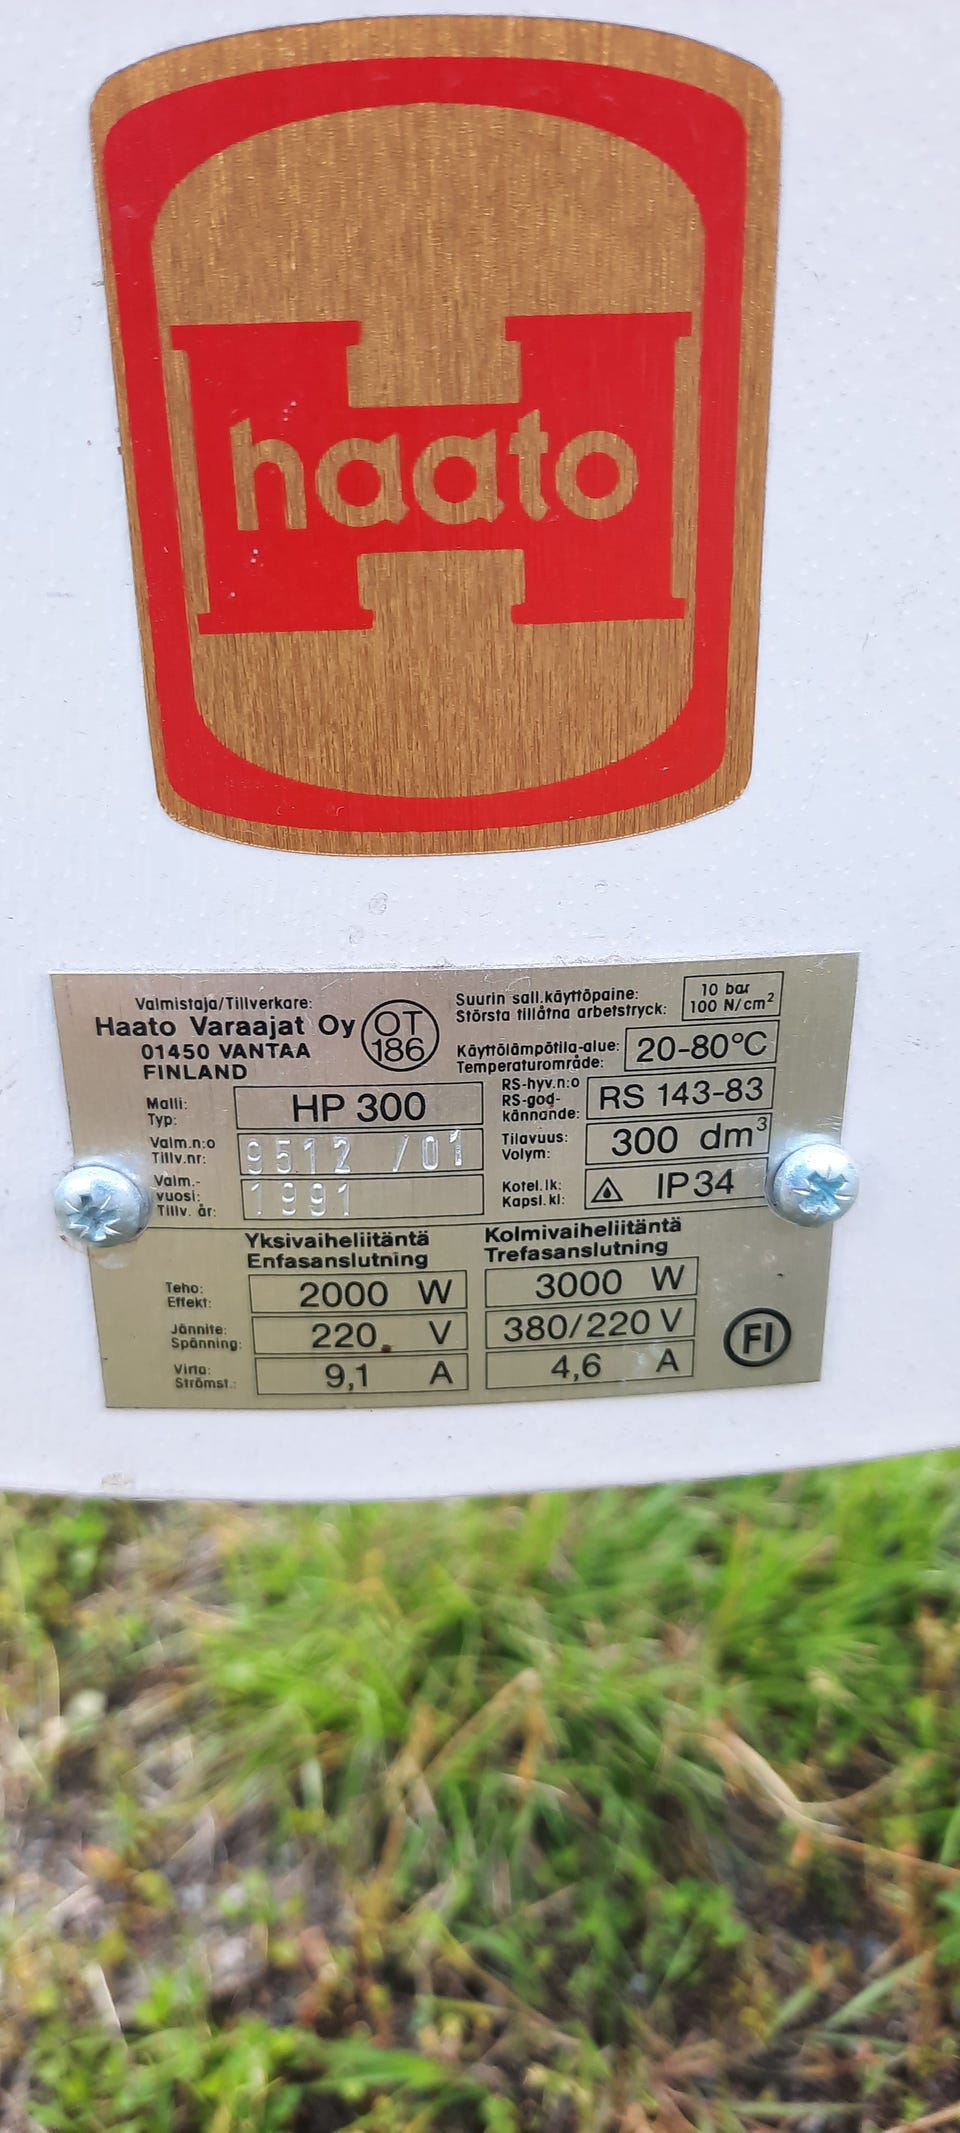 haato
Valmistaja/Tillverkare:
Haato Varaajat Oy
01450 VANTAA
FINLAND
OT
186
Suurin sall.käyttöpaine:
Största tillåtna arbetstryck:
10 bar
100 N/cm²
Käyttölämpötila-alue:
Temperaturområde:
20-80°C
Malli:
Typ:
HP 300
RS-hyv.n:o
RS-god-
kännande:
RS 143-83
Valm.n:o
Tillv.nr:
9512 /01
Tilavuus:
Volym:
300 dm³
Valm.-
vuosi:
Tillv. år:
1991
Kotel.lk:
Kapsl.kl:
IP34
Yksivaiheliitäntä
Enfasanslutning
Kolmivaiheliitäntä
Trefasanslutning
Teho:
Effekt:
2000 W
3000 W
Jännite:
Spänning:
220 V
380/220 V
Virta:
Strömst.:
9,1 A
4,6 A
FI